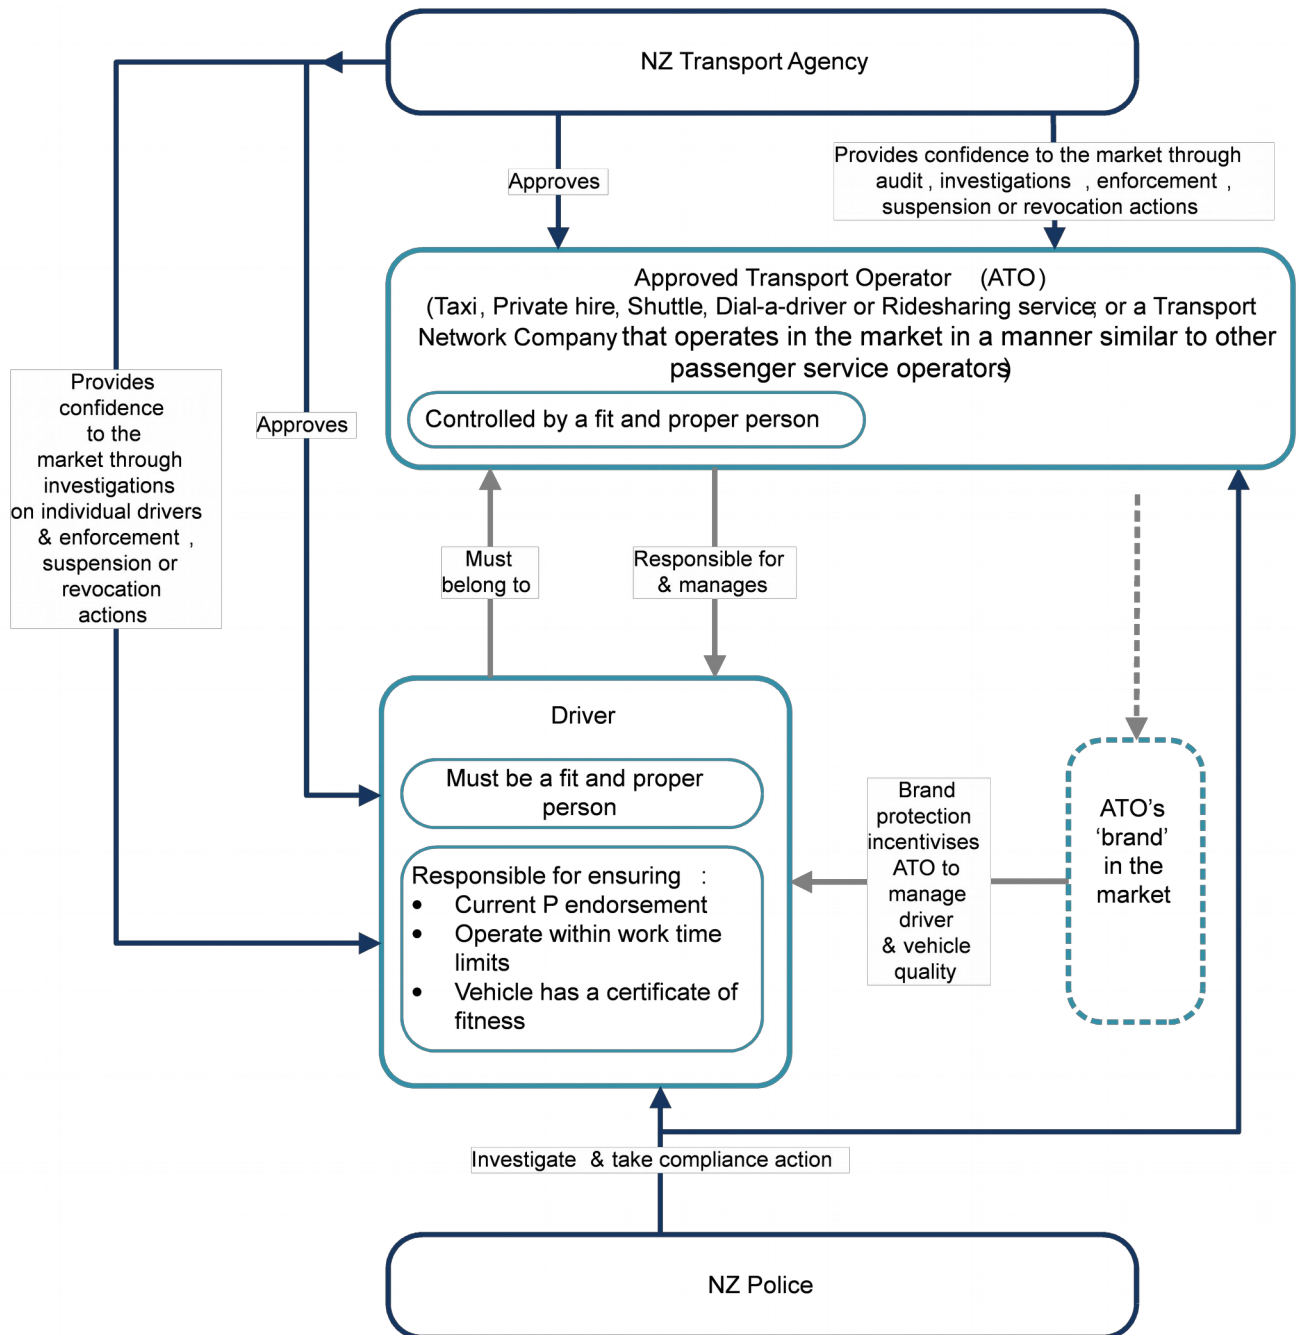 NZ Transport Agency
Approves
Provides confidence to the market through
audit , investigations , enforcement ,
suspension or revocation actions
Approved Transport Operator (ATO)
(Taxi, Private hire, Shuttle, Dial-a-driver or Ridesharing service; or a Transport
Network Company that operates in the market in a manner similar to other
passenger service operators)
Controlled by a fit and proper person
Provides
confidence
to the
market through
investigations
on individual drivers
& enforcement ,
suspension or
revocation
actions
Approves
Must
belong to
Responsible for
& manages
Driver
Must be a fit and proper
person
Responsible for ensuring :
• Current P endorsement
• Operate within work time
limits
• Vehicle has a certificate of
fitness
Brand
protection
incentivises
ATO to
manage
driver
& vehicle
quality
ATO’s
‘brand’
in the
market
Investigate & take compliance action
NZ Police